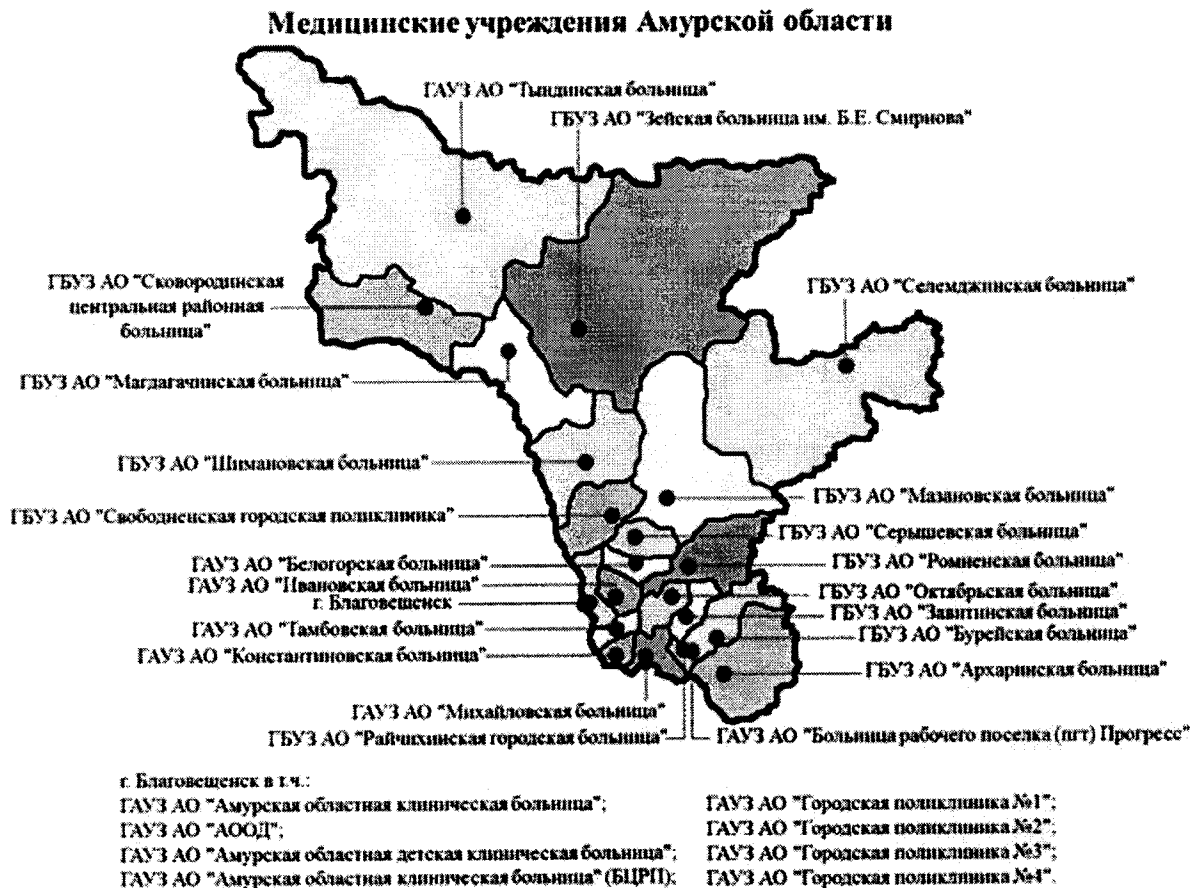 Медицинские учреждения Амурской области
ГАУЗ АО "Тындинская больница"
ГБУЗ АО "Зейская больница им. Б.Е. Смирнова"
ГБУЗ АО "Сковородинская
центральная районная
больница"
ГБУЗ АО "Селемджинская больница"
ГБУЗ АО "Магдагачинская больница"
ГБУЗ АО "Шимановская больница"
ГБУЗ АО "Мазановская больница"
ГБУЗ АО "Свободненская городская поликлиника"
ГБУЗ АО "Серышевская больница"
ГАУЗ АО "Белогорская больница"
ГБУЗ АО "Ромненская больница"
ГАУЗ АО "Ивановская больница"
ГБУЗ АО "Октябрьская больница"
г. Благовещенск
ГБУЗ АО "Завитинская больница"
ГАУЗ АО "Тамбовская больница"
ГБУЗ АО "Бурейская больница"
ГАУЗ АО "Константиновская больница"
ГБУЗ АО "Архаринская больница"
ГАУЗ АО "Михайловская больница"
ГБУЗ АО "Райчихинская городская больница"
ГАУЗ АО "Больница рабочего поселка (пгт) Прогресс"
г. Благовещенск в т.ч.:
ГАУЗ АО "Амурская областная клиническая больница";
ГАУЗ АО "АООД";
ГАУЗ АО "Амурская областная детская клиническая больница";
ГАУЗ АО "Амурская областная клиническая больница" (БЦРП);
ГАУЗ АО "Городская поликлиника №1";
ГАУЗ АО "Городская поликлиника №2";
ГАУЗ АО "Городская поликлиника №3";
ГАУЗ АО "Городская поликлиника №4".